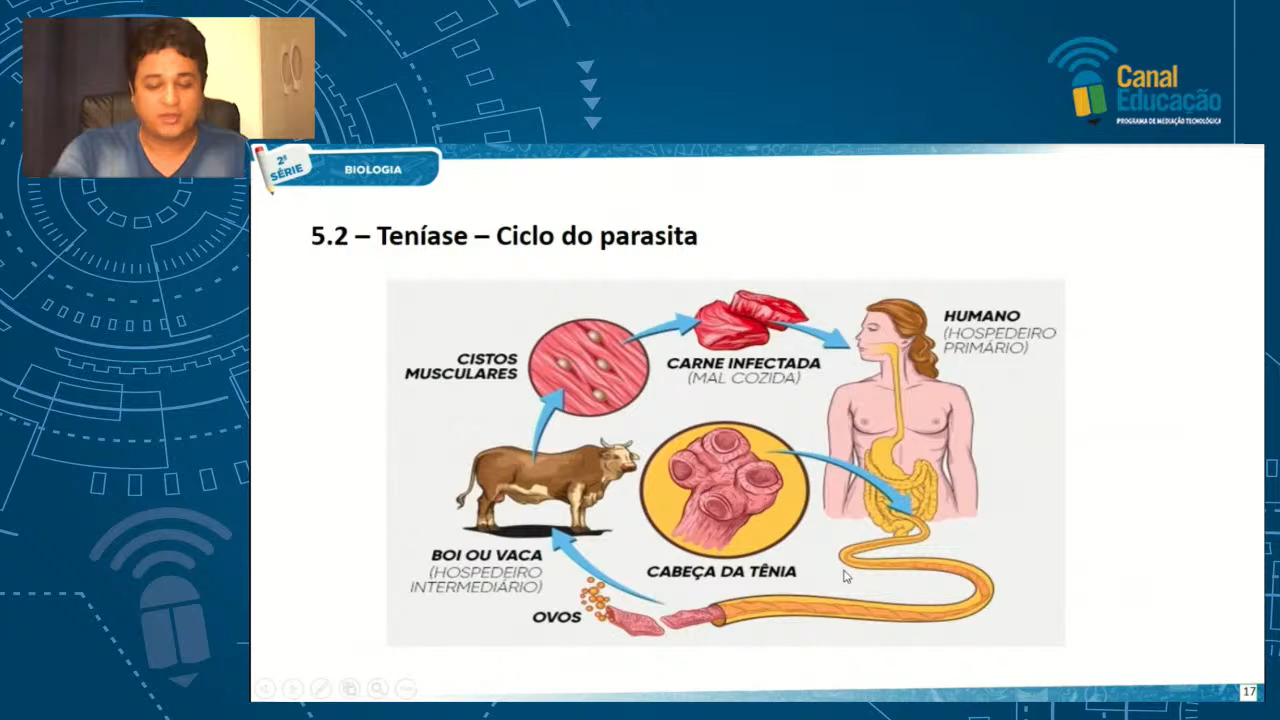 Canal
Educação
PROGRAMA DE MEDIAÇÃO TECNOLÓGICA
2ª
SÉRIE
BIOLOGIA
5.2 – Teníase – Ciclo do parasita
HUMANO
(HOSPEDEIRO
PRIMÁRIO)
CISTOS
MUSCULARES
CARNE INFECTADA
(MAL COZIDA)
BOI OU VACA
(HOSPEDEIRO
INTERMEDIÁRIO)
CABEÇA DA TÊNIA
OVOS
17